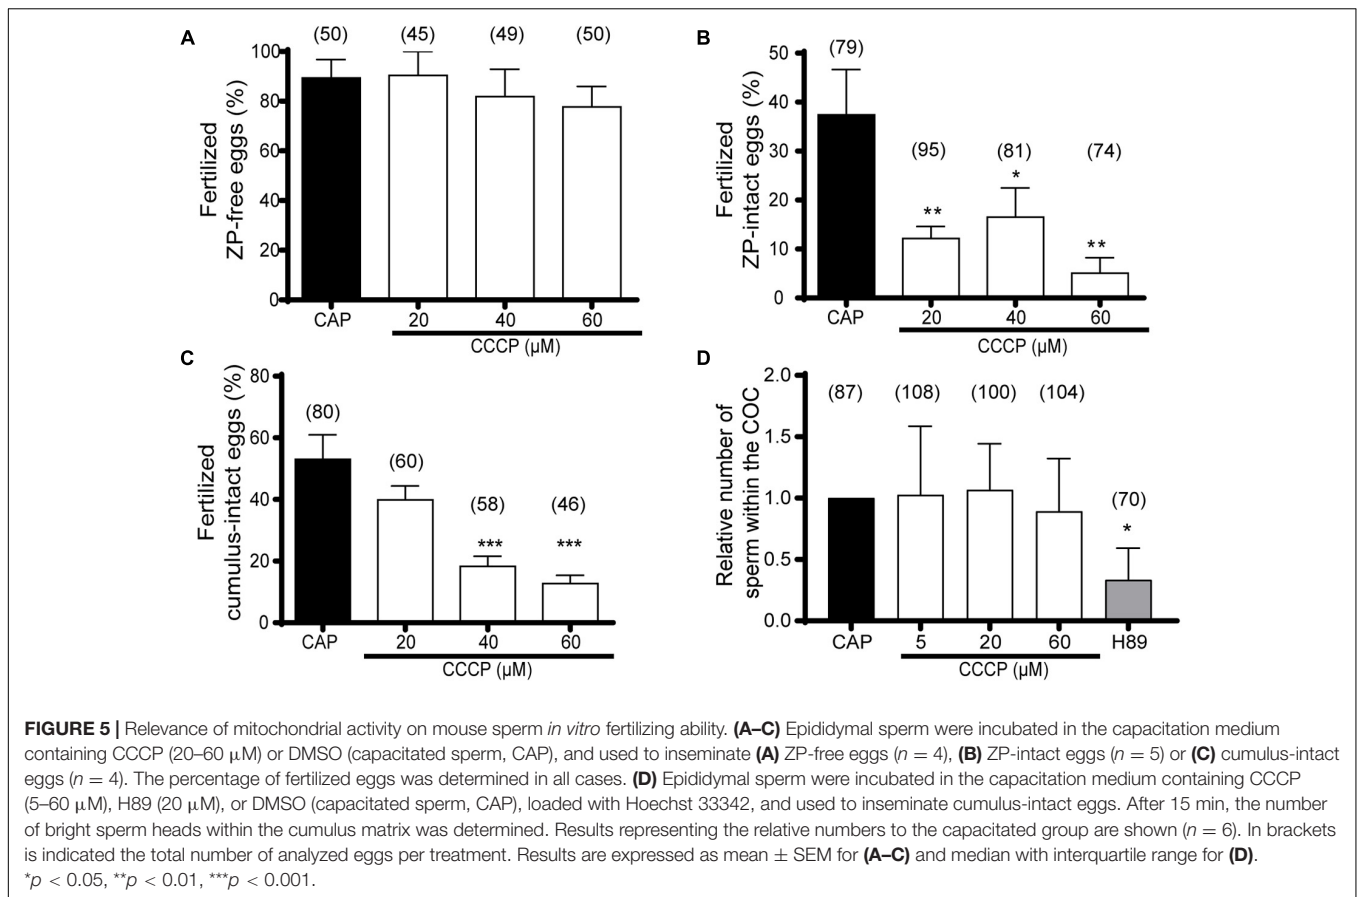 A
(50) (45) (49) (50)
100
80
60
40
20
0
Fertilized
ZP-free eggs (%)
CAP 20 40 60
CCCP (µM)
B
(79)
(95) (81) (74)
** * **
50
40
30
20
10
0
Fertilized
ZP-intact eggs (%)
CAP 20 40 60
CCCP (µM)
C
(80)
(60)
(58) (46)
*** ***
80
60
40
20
0
Fertilized
cumulus-intact eggs (%)
CAP 20 40 60
CCCP (µM)
D
(87) (108) (100) (104)
(70)
*
2.0
1.5
1.0
0.5
0.0
Relative number of
sperm within the COC
CAP 5 20 60 H89
CCCP (µM)
FIGURE 5 | Relevance of mitochondrial activity on mouse sperm in vitro fertilizing ability. (A–C) Epididymal sperm were incubated in the capacitation medium
containing CCCP (20–60 µM) or DMSO (capacitated sperm, CAP), and used to inseminate (A) ZP-free eggs (n = 4), (B) ZP-intact eggs (n = 5) or (C) cumulus-intact
eggs (n = 4). The percentage of fertilized eggs was determined in all cases. (D) Epididymal sperm were incubated in the capacitation medium containing CCCP
(5–60 µM), H89 (20 µM), or DMSO (capacitated sperm, CAP), loaded with Hoechst 33342, and used to inseminate cumulus-intact eggs. After 15 min, the number
of bright sperm heads within the cumulus matrix was determined. Results representing the relative numbers to the capacitated group are shown (n = 6). In brackets
is indicated the total number of analyzed eggs per treatment. Results are expressed as mean ± SEM for (A–C) and median with interquartile range for (D).
*p < 0.05, **p < 0.01, ***p < 0.001.